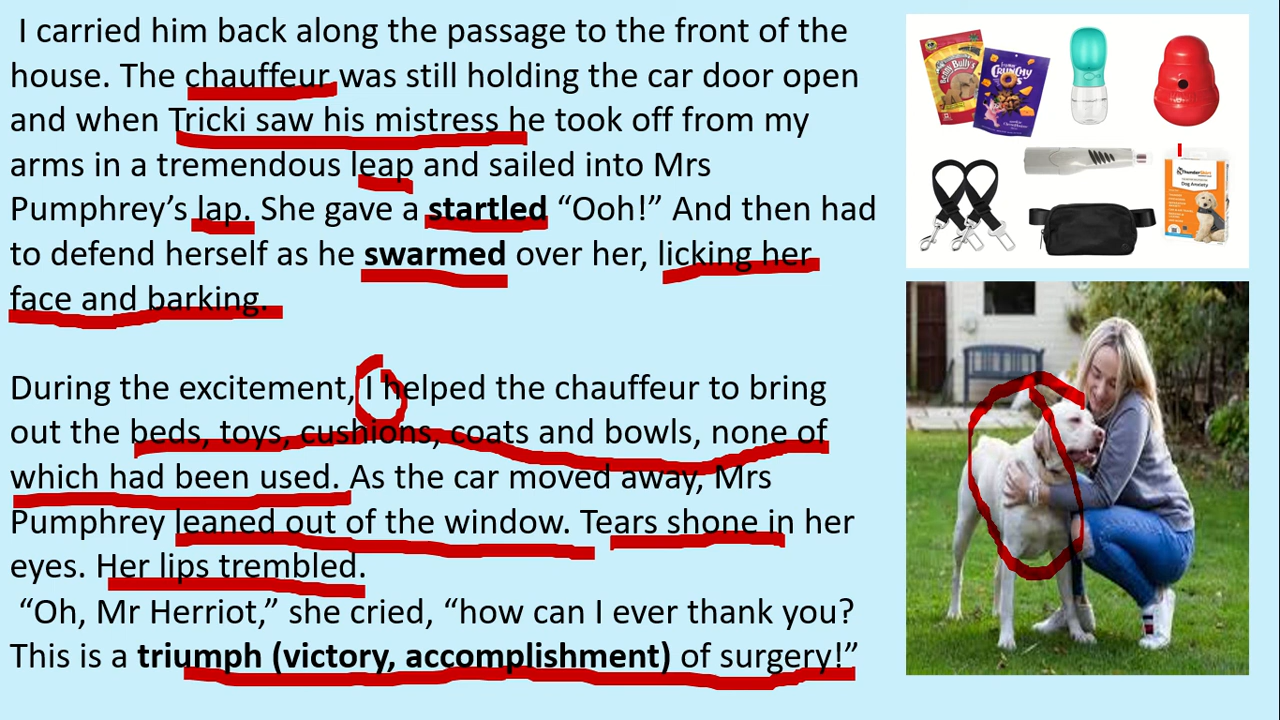 I carried him back along the passage to the front of the
house. The chauffeur was still holding the car door open
and when Tricki saw his mistress he took off from my
arms in a tremendous leap and sailed into Mrs
Pumphrey’s lap. She gave a startled “Ooh!” And then had
to defend herself as he swarmed over her, licking her
face and barking.
During the excitement, I helped the chauffeur to bring
out the beds, toys, cushions, coats and bowls, none of
which had been used. As the car moved away, Mrs
Pumphrey leaned out of the window. Tears shone in her
eyes. Her lips trembled.
“Oh, Mr Herriot,” she cried, “how can I ever thank you?
This is a triumph (victory, accomplishment) of surgery!”
CRUNCHY
Dog Anxiety